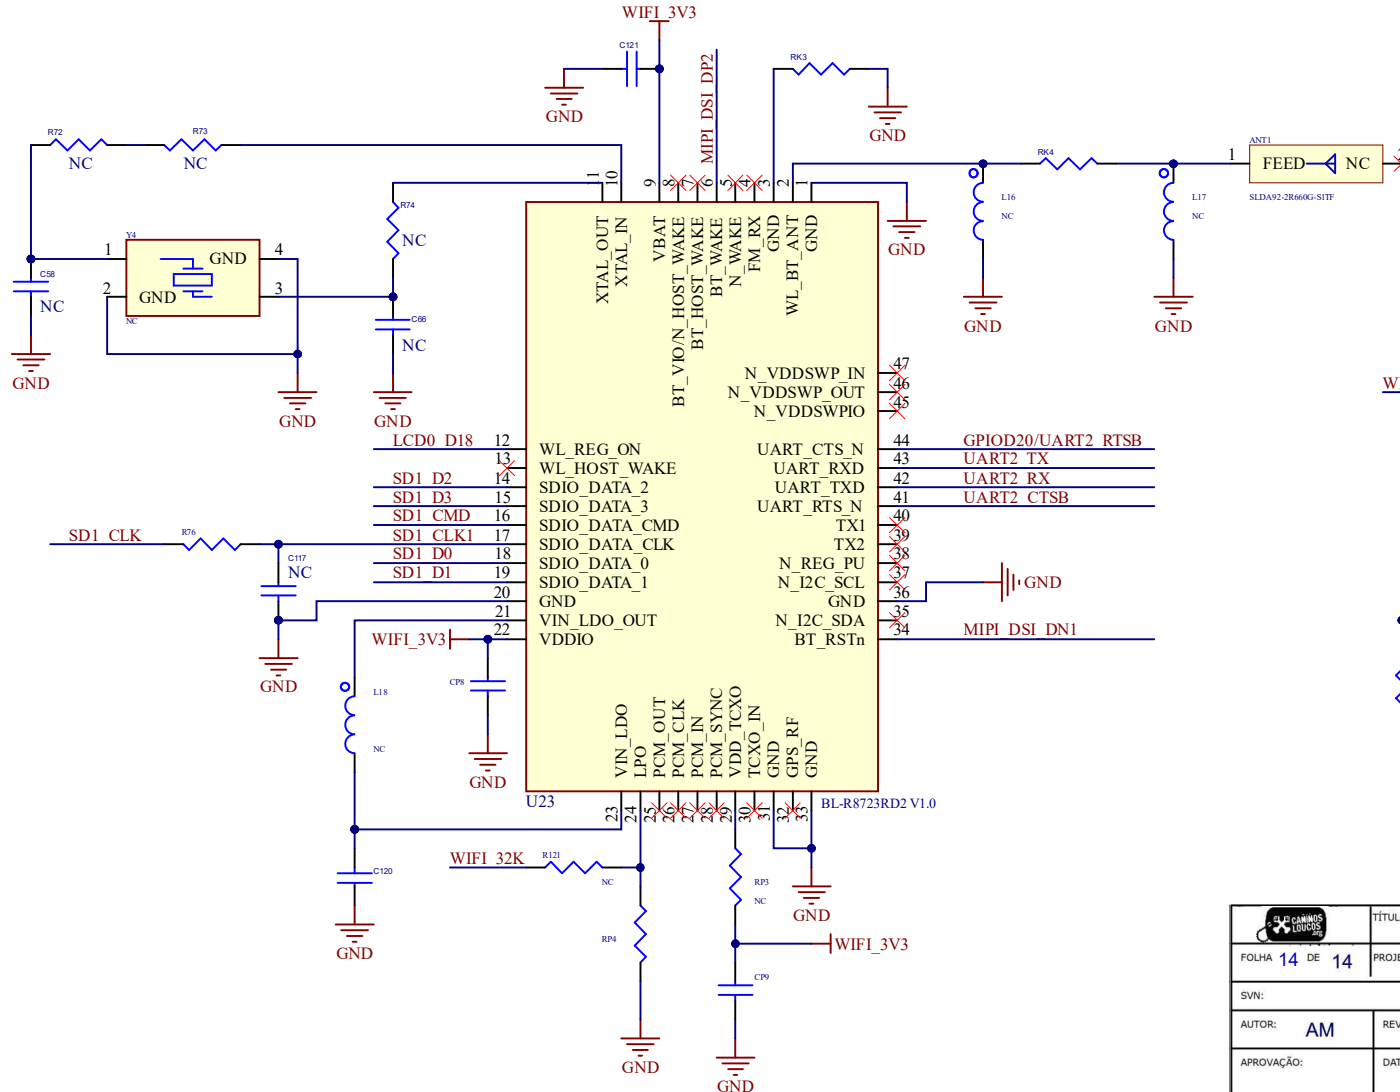 WIFI_3V3
C121
GND
MIPI_DSI_DP2
RK3
GND
R72
NC
R73
NC
11
10
9
8
7
6
5
4
3
2
1
RK4
1
ANT1
FEED
NC
SLDA92-2R660G-SITF
L16
NC
L17
NC
GND
GND
GND
R74
NC
Y4
1
GND
4
2
GND
3
NC
C58
NC
C66
NC
GND
GND
GND
XTAL_OUT
XTAL_IN
VBAT
BT_VIO/N_HOST_WAKE
BT_HOST_WAKE
BT_WAKE
N_WAKE
FM_RX
GND
WL_BT_ANT
GND
N_VDDSWP_IN
47
N_VDDSWP_OUT
46
N_VDDSWPIO
45
LCD0_D18
12
WL_REG_ON
UART_CTS_N
44
GPIOD20/UART2_RTSB
13
WL_HOST_WAKE
UART_RXD
43
UART2_TX
SD1_D2
14
SDIO_DATA_2
UART_TXD
42
UART2_RX
SD1_D3
15
SDIO_DATA_3
UART_RTS_N
41
UART2_CTSB
SD1_CMD
16
SDIO_DATA_CMD
TX1
40
SD1_CLK
R76
SD1_CLK1
17
SDIO_DATA_CLK
TX2
39
SD1_D0
18
SDIO_DATA_0
N_REG_PU
38
C117
NC
SD1_D1
19
SDIO_DATA_1
N_I2C_SCL
37
20
GND
GND
36
GND
21
VIN_LDO_OUT
N_I2C_SDA
35
WIFI_3V3
22
VDDIO
BT_RSTn
34
MIPI_DSI_DN1
GND
L18
NC
CP8
GND
VIN_LDO
LPO
PCM_OUT
PCM_CLK
PCM_IN
PCM_SYNC
VDD_TCXO
TCXO_IN
GND
GPS_RF
GND
U23
BL-R8723RD2 V1.0
23
24
25
26
27
28
29
30
31
32
33
WIFI_32K
R121
NC
C120
GND
RP4
GND
RP3
NC
WIFI_3V3
CP9
GND
GND
CANINOS
LOUCOS
.org
TÍTUL
FOLHA 14 DE 14
PROJE
SVN:
AUTOR: AM
REV
APROVAÇÃO:
DAT